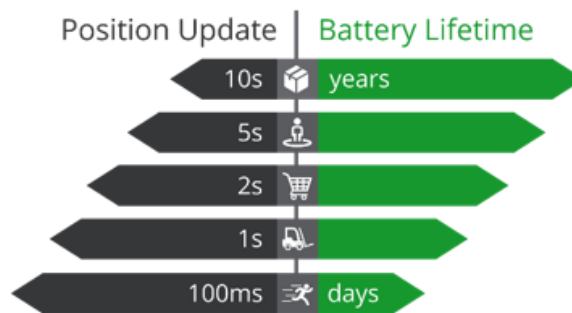 Position Update Battery Lifetime
10s years
5s
2s
1s
100ms days